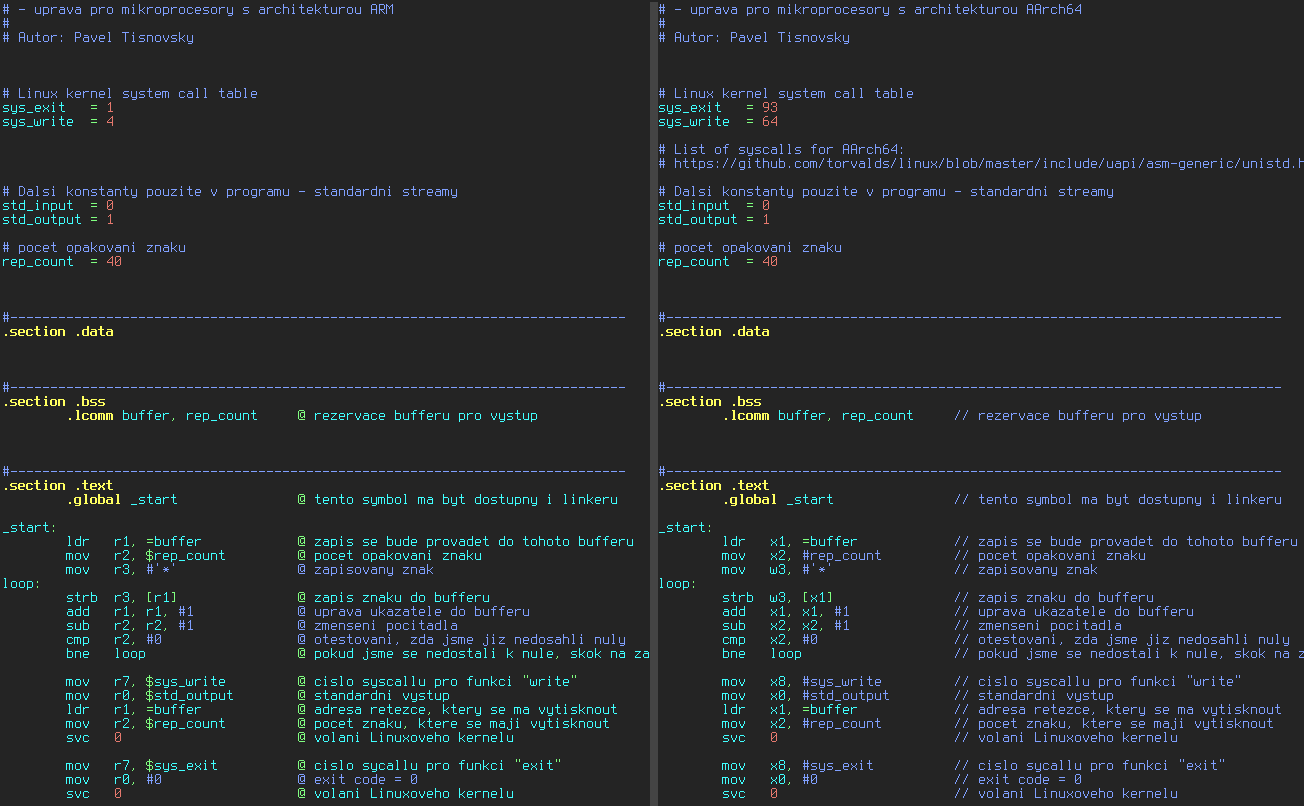 # - uprava pro mikroprocesory s architekturou ARM
#
# Autor: Pavel Tisnovsky
# Linux kernel system call table
sys_exit   = 1
sys_write  = 4
# Dalsi konstanty pouzite v programu - standardni streamy
std_input  = 0
std_output = 1
# pocet opakovani znaku
rep_count  = 40
#-----------------------------------------------------------------------------
.section .data
#-----------------------------------------------------------------------------
.section .bss
        .lcomm buffer, rep_count     @ rezervace bufferu pro vystup
#-----------------------------------------------------------------------------
.section .text
        .global _start               @ tento symbol ma byt dostupny i linkeru
_start:
        ldr   r1, =buffer            @ zapis se bude provadet do tohoto bufferu
        mov   r2, $rep_count         @ pocet opakovani znaku
        mov   r3, #'*'               @ zapisovany znak
loop:
        strb  r3, [r1]               @ zapis znaku do bufferu
        add   r1, r1, #1             @ uprava ukazatele do bufferu
        sub   r2, r2, #1             @ zmenseni pocitadla
        cmp   r2, #0                 @ otestovani, zda jsme jiz nedosahli nuly
        bne   loop                   @ pokud jsme se nedostali k nule, skok na za
        mov   r7, $sys_write         @ cislo syscallu pro funkci "write"
        mov   r0, $std_output        @ standardni vystup
        ldr   r1, =buffer            @ adresa retezce, ktery se ma vytisknout
        mov   r2, $rep_count         @ pocet znaku, ktere se maji vytisknout
        svc   0                      @ volani Linuxoveho kernelu
        mov   r7, $sys_exit          @ cislo sycallu pro funkci "exit"
        mov   r0, #0                 @ exit code = 0
        svc   0                      @ volani Linuxoveho kernelu
# - uprava pro mikroprocesory s architekturou AArch64
#
# Autor: Pavel Tisnovsky
# Linux kernel system call table
sys_exit   = 93
sys_write  = 64
# List of syscalls for AArch64:
# https://github.com/torvalds/linux/blob/master/include/uapi/asm-generic/unistd.h
# Dalsi konstanty pouzite v programu - standardni streamy
std_input  = 0
std_output = 1
# pocet opakovani znaku
rep_count  = 40
#-----------------------------------------------------------------------------
.section .data
#-----------------------------------------------------------------------------
.section .bss
        .lcomm buffer, rep_count     // rezervace bufferu pro vystup
#-----------------------------------------------------------------------------
.section .text
        .global _start               // tento symbol ma byt dostupny i linkeru
_start:
        ldr   x1, =buffer            // zapis se bude provadet do tohoto bufferu
        mov   x2, #rep_count         // pocet opakovani znaku
        mov   w3, #'*'               // zapisovany znak
loop:
        strb  w3, [x1]               // zapis znaku do bufferu
        add   x1, x1, #1             // uprava ukazatele do bufferu
        sub   x2, x2, #1             // zmenseni pocitadla
        cmp   x2, #0                 // otestovani, zda jsme jiz nedosahli nuly
        bne   loop                   // pokud jsme se nedostali k nule, skok na z
        mov   x8, #sys_write         // cislo syscallu pro funkci "write"
        mov   x0, #std_output        // standardni vystup
        ldr   x1, =buffer            // adresa retezce, ktery se ma vytisknout
        mov   x2, #rep_count         // pocet znaku, ktere se maji vytisknout
        svc   0                      // volani Linuxoveho kernelu
        mov   x8, #sys_exit          // cislo sycallu pro funkci "exit"
        mov   x0, #0                 // exit code = 0
        svc   0                      // volani Linuxoveho kernelu